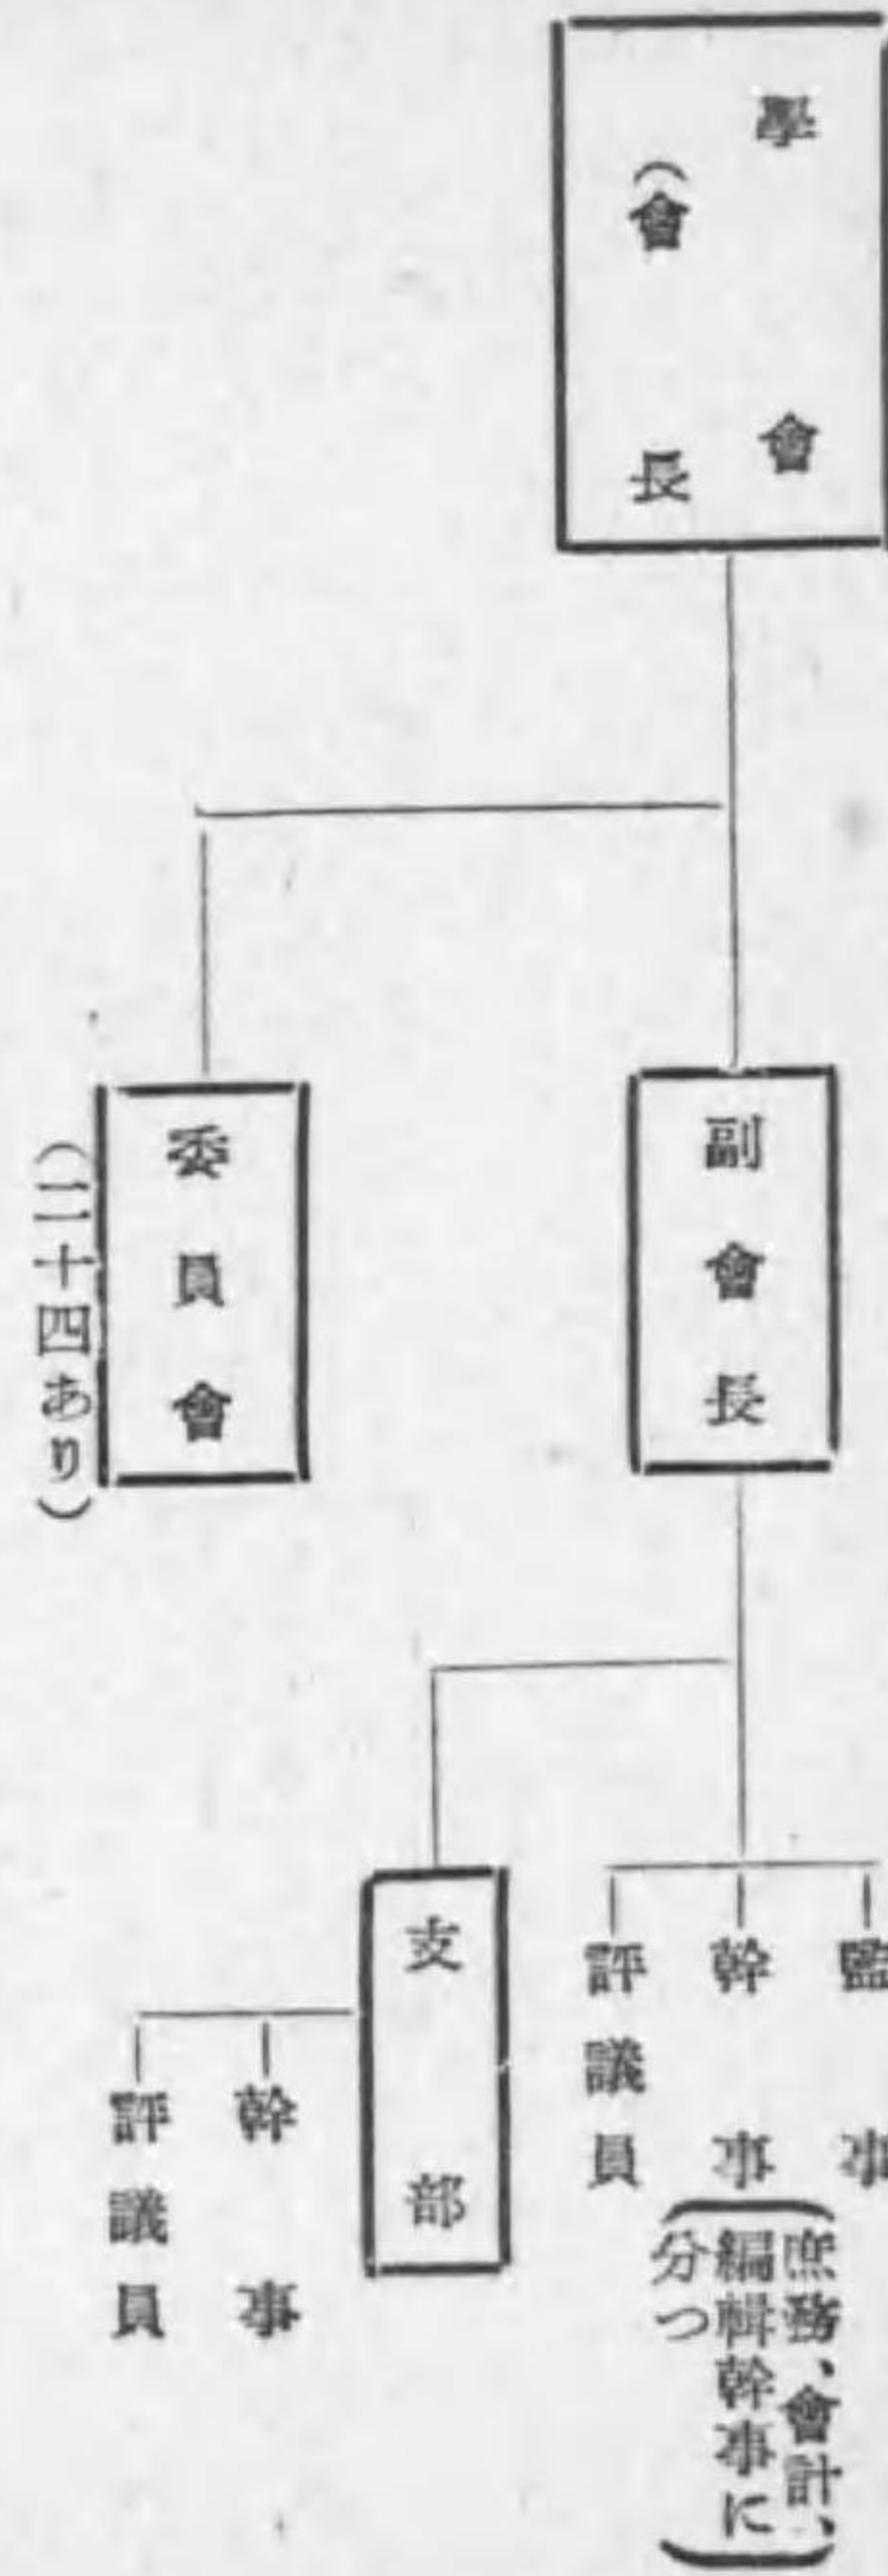 學會
（會長
副會長
監事
幹事
（庶務、會計、
編輯幹事に
分つ）
評議員
支部
幹事
評議員
委員會
（二十四あり）